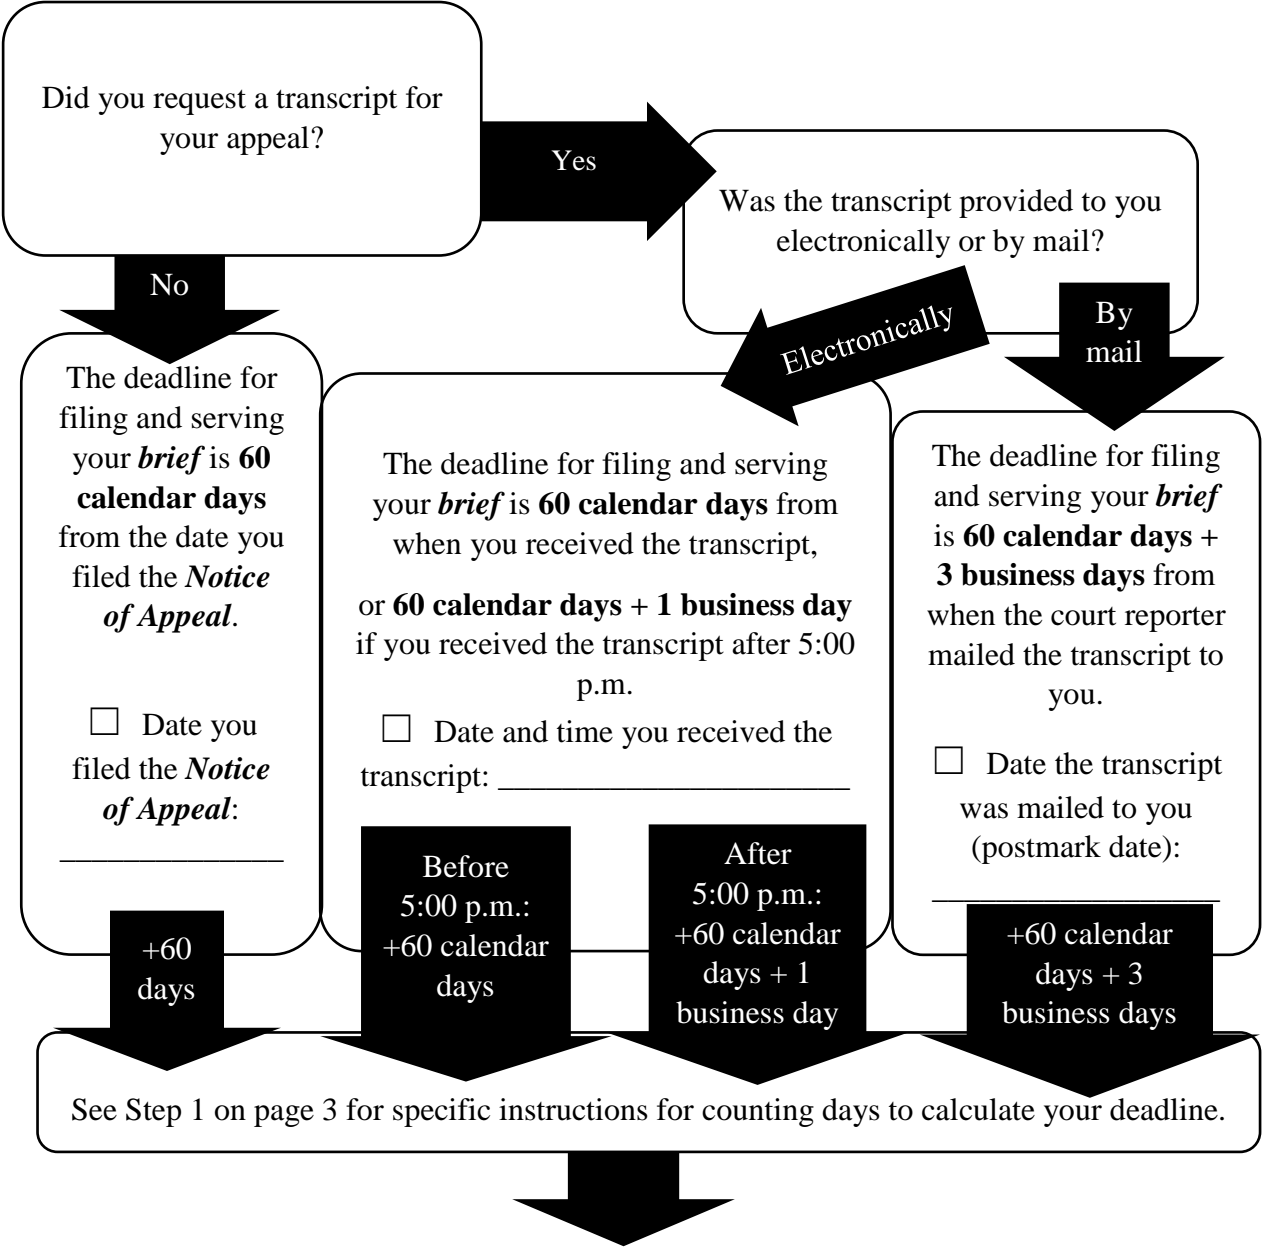 Did you request a transcript for
your appeal?
Yes
Was the transcript provided to you
electronically or by mail?
No
Electronically
By
mail
The deadline for
filing and serving
your brief is 60
calendar days
from the date you
filed the Notice
of Appeal.
☐ Date you
filed the Notice
of Appeal:
______________
The deadline for filing and serving
your brief is 60 calendar days from
when you received the transcript,
or 60 calendar days + 1 business day
if you received the transcript after 5:00
p.m.
☐ Date and time you received the
transcript: ______________________
The deadline for filing
and serving your brief
is 60 calendar days +
3 business days from
when the court reporter
mailed the transcript to
you.
☐ Date the transcript
was mailed to you
(postmark date):
__________________
+60
days
Before
5:00 p.m.:
+60 calendar
days
After
5:00 p.m.:
+60 calendar
days + 1
business day
+60 calendar
days + 3
business days
See Step 1 on page 3 for specific instructions for counting days to calculate your deadline.